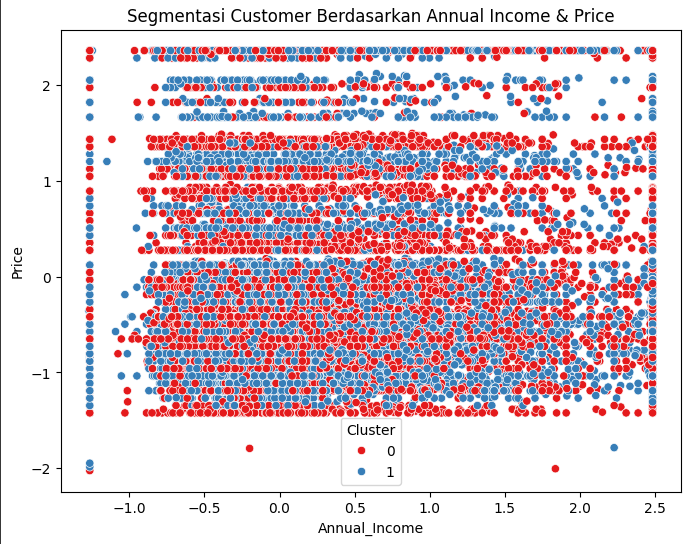 Segmentasi Customer Berdasarkan Annual Income & Price
Price
2
1
0
−1
−2
Cluster
0
1
−1.0 −0.5 0.0 0.5 1.0 1.5 2.0 2.5
Annual_Income